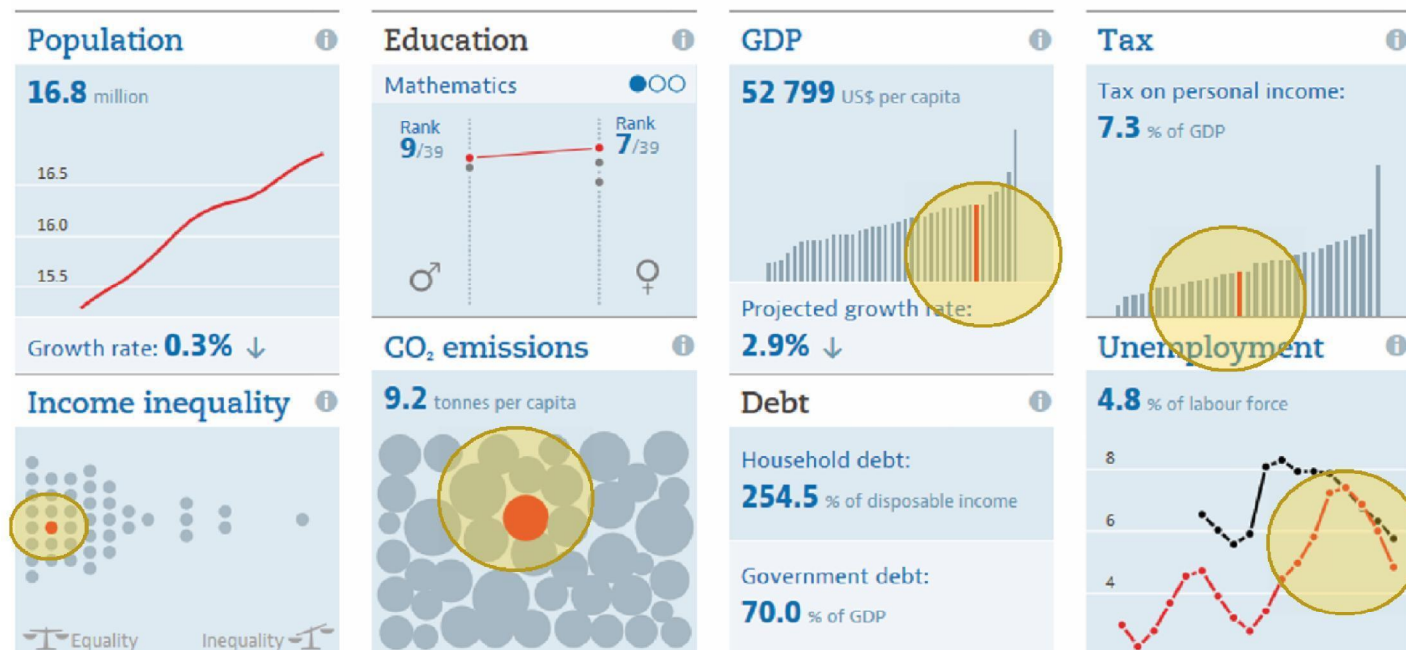 Population
16.8 million
16.5
16.0
15.5
Growth rate: 0.3% ↓
Education
Mathematics
Rank
9/39
Rank
7/39
GDP
52 799 US$ per capita
Projected growth rate:
2.9% ↓
Tax
Tax on personal income:
7.3 % of GDP
Income inequality
Equality
Inequality
CO₂ emissions
9.2 tonnes per capita
Debt
Household debt:
254.5 % of disposable income
Government debt:
70.0 % of GDP
Unemployment
4.8 % of labour force
8
6
4